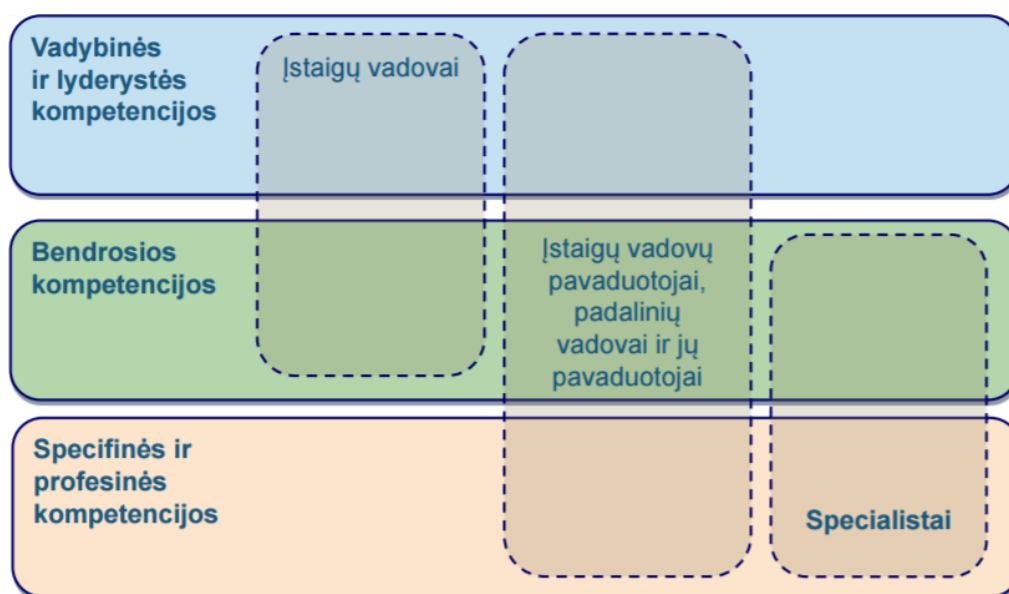 Vadybinės
ir lyderystės
kompetencijos
Įstaigų vadovai
Bendrosios
kompetencijos
Įstaigų vadovų
pavaduotojai,
padalinių
vadovai ir jų
pavaduotojai
Specifinės ir
profesinės
kompetencijos
Specialistai